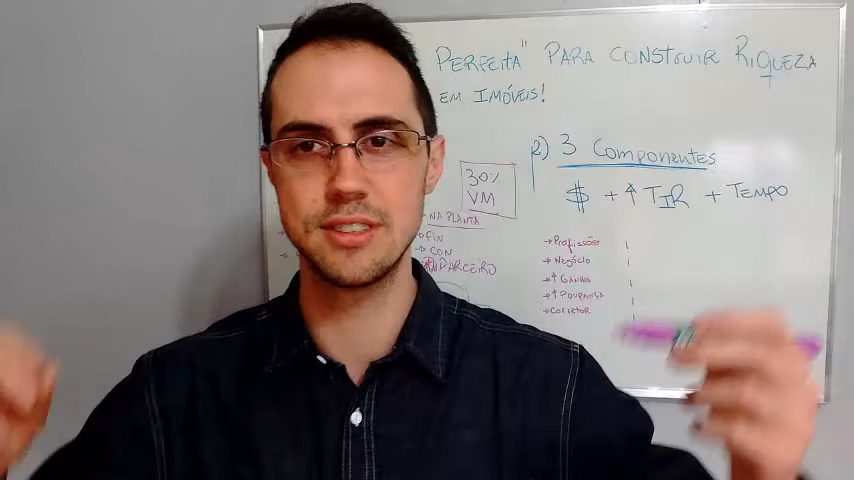 PERFEITA" PARA CONSTRUIR RIQUEZA
EM IMÓVEIS!
2) 3 COMPONENTES
$ + ↑ TIR + TEMPO
30%
VM
NA PLANTA
FIN
→ CON
PARCEIRO
→ PROFISSÕES
→ NEGÓCIO
→ ↑ GANHOS
→ ↑ POUPANÇA
→ CORRETOR